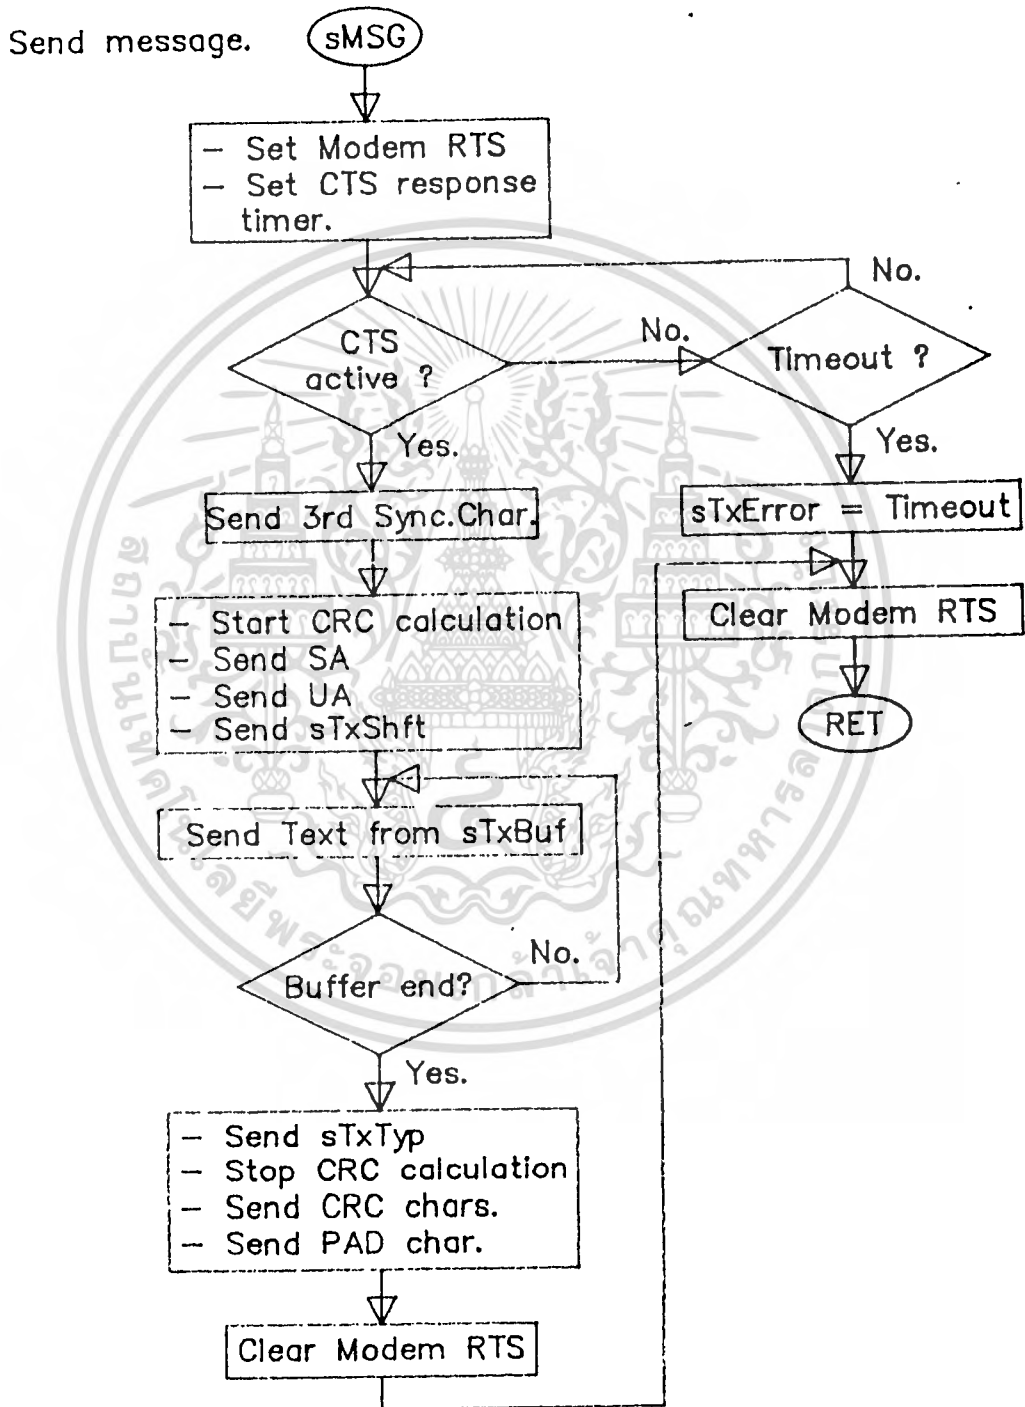 Send message.
sMSG
– Set Modem RTS
– Set CTS response
timer.
CTS
active ?
No.
Timeout ?
No.
Yes.
Yes.
Send 3rd Sync.Char.
sTxError = Timeout
– Start CRC calculation
– Send SA
– Send UA
– Send sTxShft
Clear Modem RTS
RET
Send Text from sTxBuf
Buffer end?
No.
Yes.
– Send sTxTyp
– Stop CRC calculation
– Send CRC chars.
– Send PAD char.
Clear Modem RTS